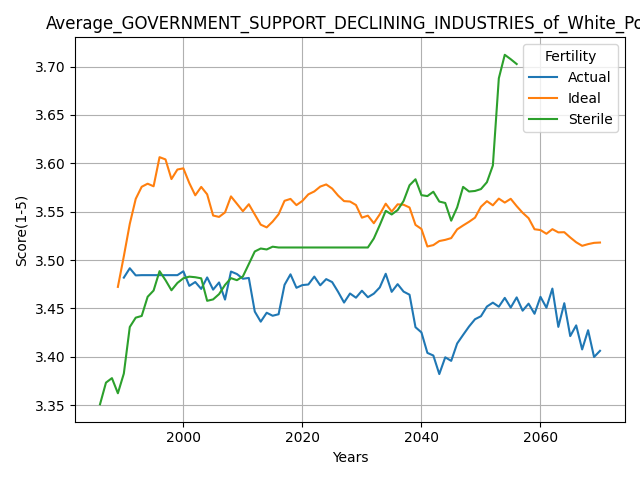 Average_GOVERNMENT_SUPPORT_DECLINING_INDUSTRIES_of_White_Po
Fertility
Actual
Ideal
Sterile
Score(1-5)
3.70
3.65
3.60
3.55
3.50
3.45
3.40
3.35
2000 2020 2040 2060
Years